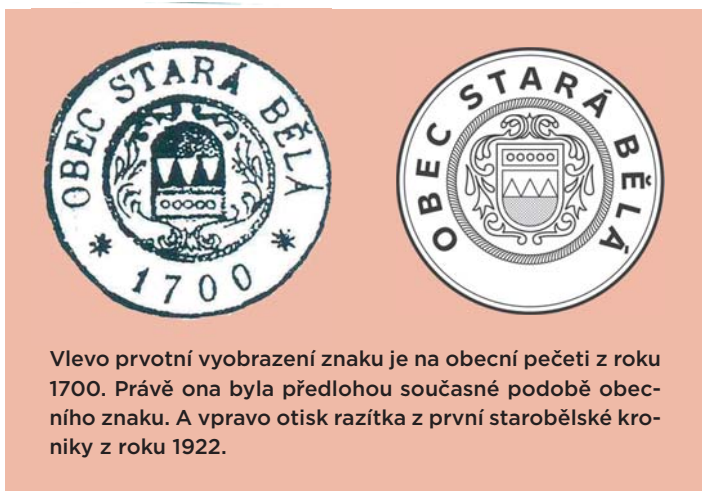 OBEC STARÁ BĚLÁ
* 1700 *
OBEC STARÁ BĚLÁ
Vlevo prvotní vyobrazení znaku je na obecní pečeti z roku
1700. Právě ona byla předlohou současné podobě obec-
ního znaku. A vpravo otisk razítka z první starobělské kro-
niky z roku 1922.